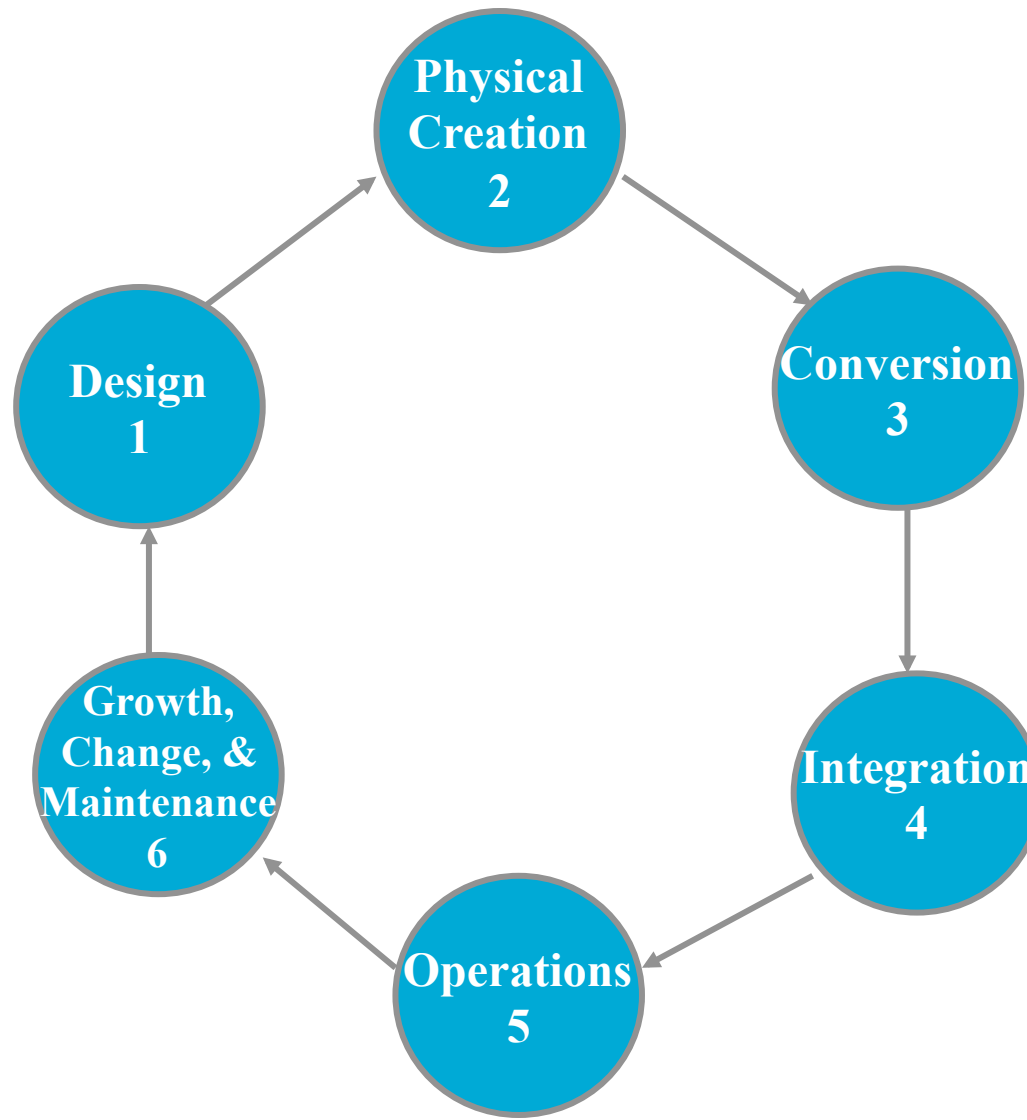 Design
1
Physical
Creation
2
Conversion
3
Integration
4
Operations
5
Growth,
Change, &
Maintenance
6